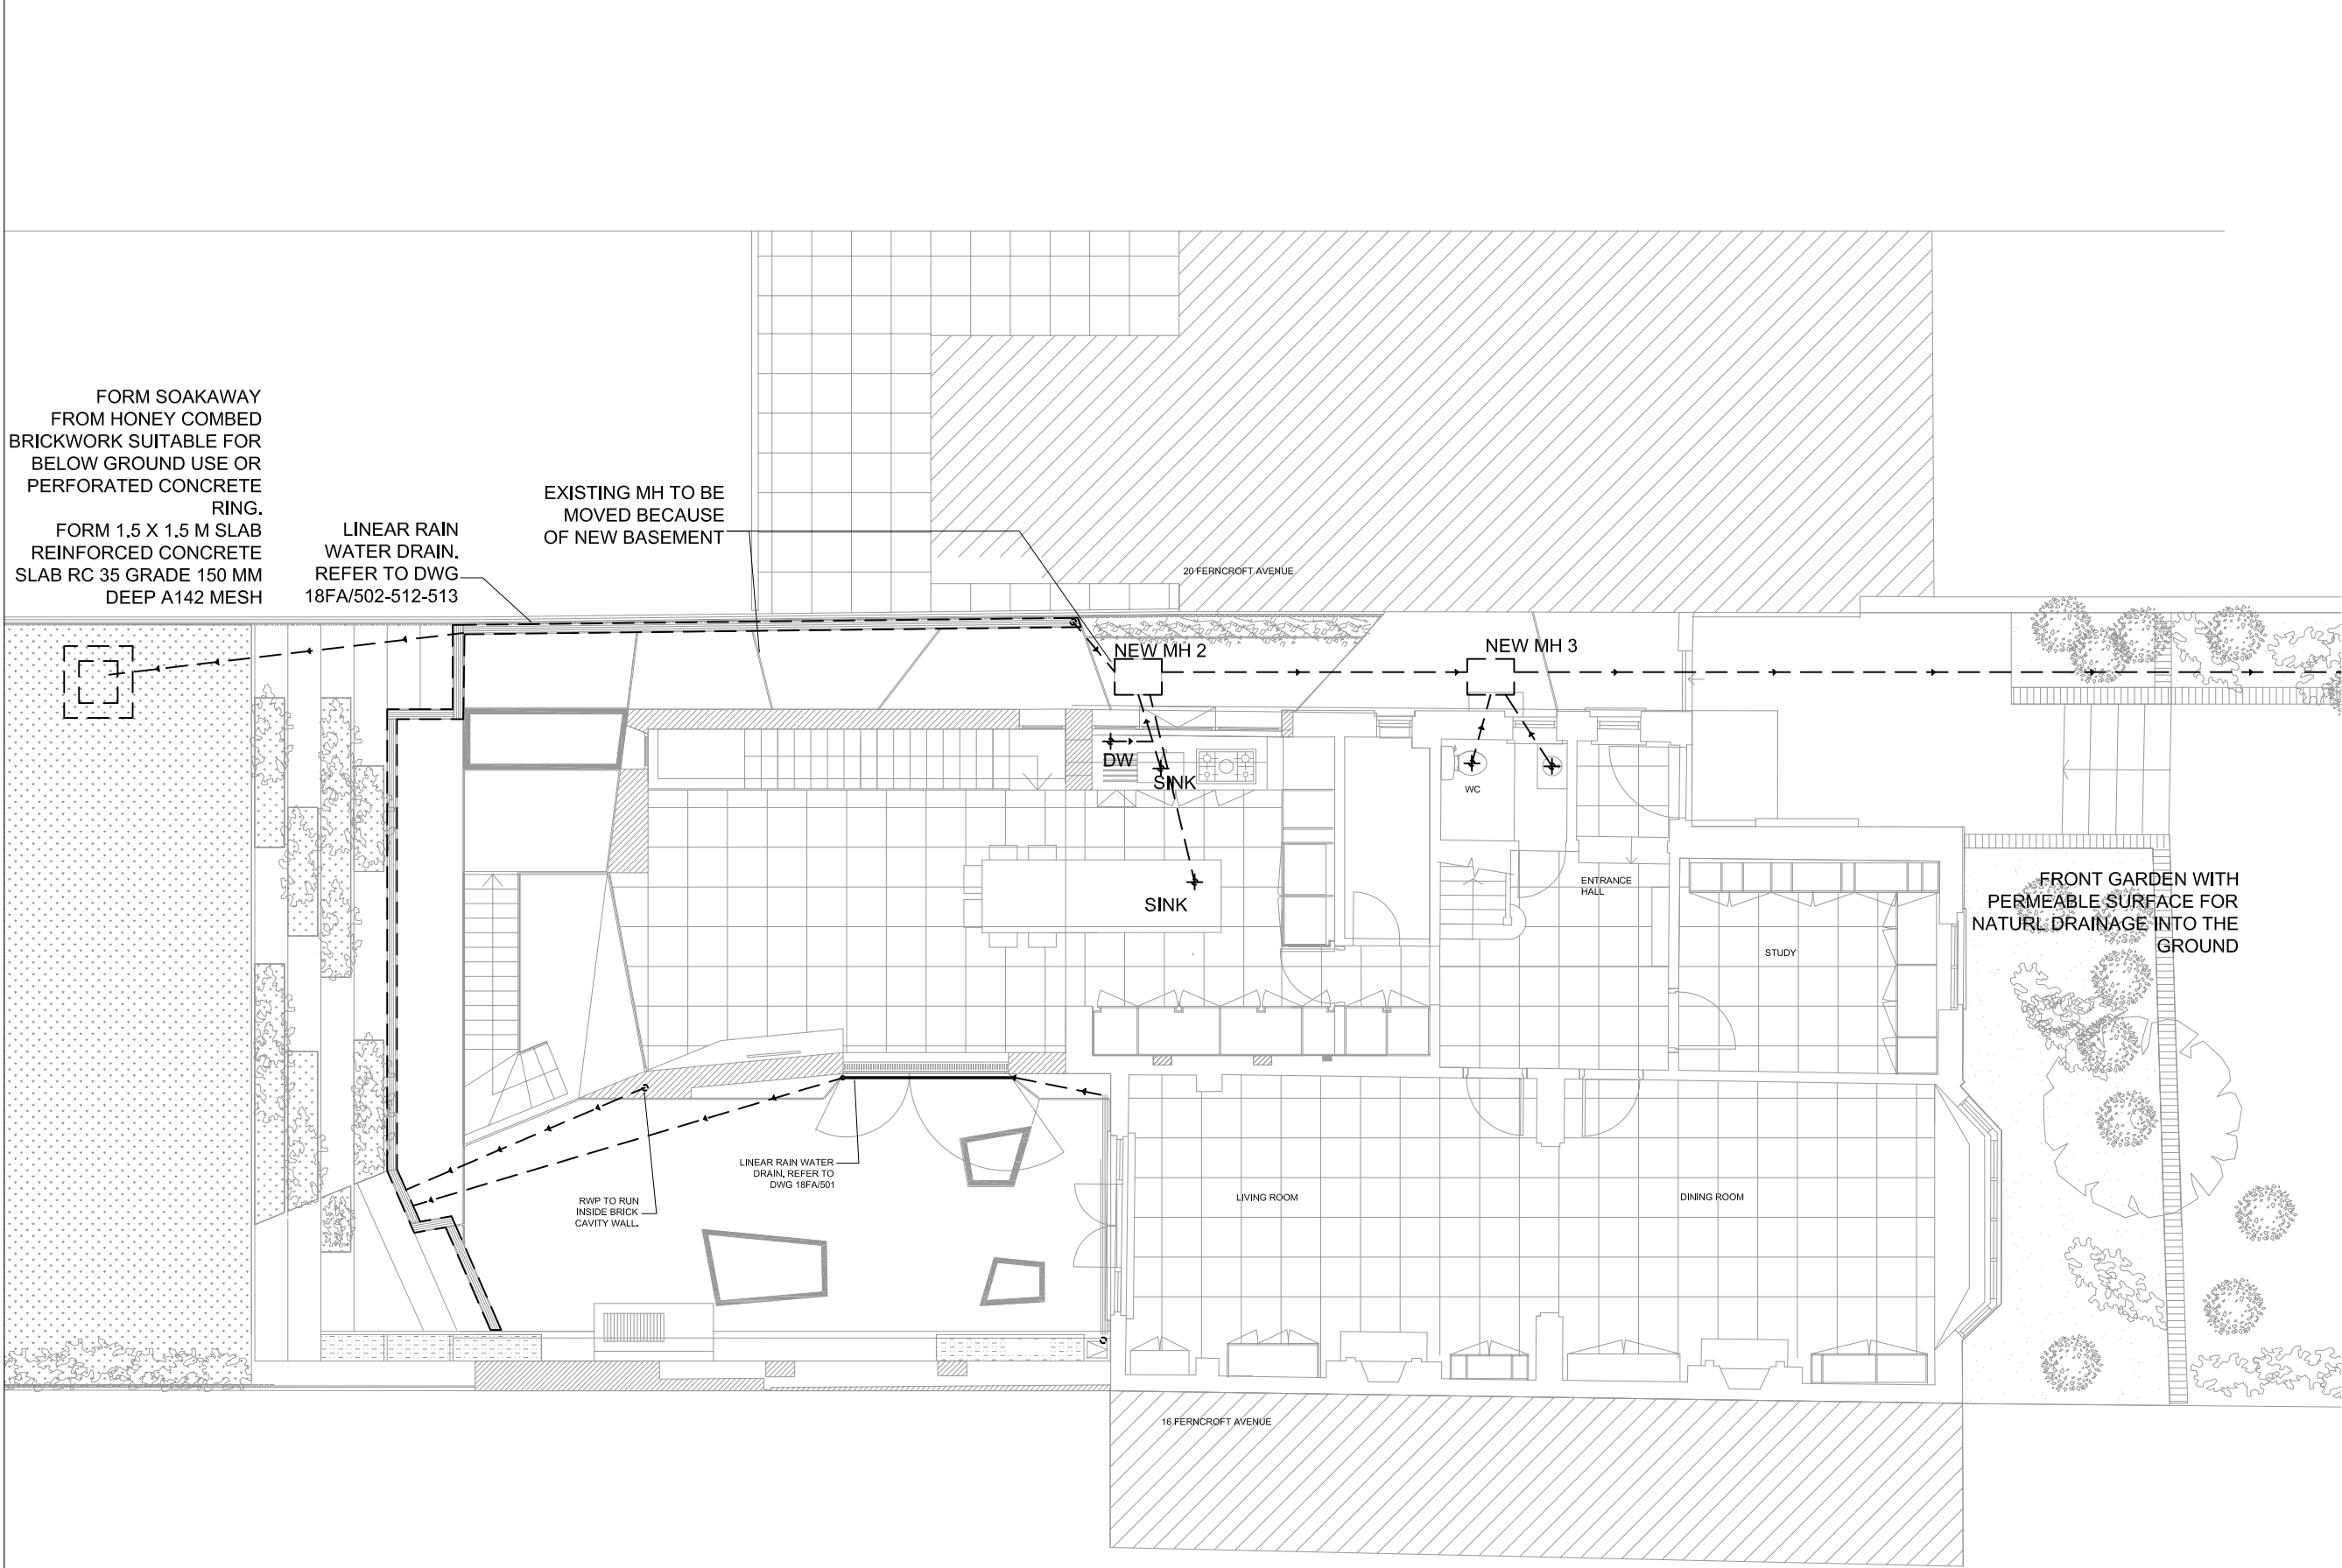 FORM SOAKAWAY
FROM HONEY COMBED
BRICKWORK SUITABLE FOR
BELOW GROUND USE OR
PERFORATED CONCRETE
RING.
FORM 1.5 X 1.5 M SLAB
REINFORCED CONCRETE
SLAB RC 35 GRADE 150 MM
DEEP A142 MESH
LINEAR RAIN
WATER DRAIN.
REFER TO DWG
18FA/502-512-513
EXISTING MH TO BE
MOVED BECAUSE
OF NEW BASEMENT
20 FERNCROFT AVENUE
NEW MH 2
NEW MH 3
DW
SINK
WC
SINK
ENTRANCE
HALL
STUDY
FRONT GARDEN WITH
PERMEABLE SURFACE FOR
NATURL DRAINAGE INTO THE
GROUND
LINEAR RAIN WATER
DRAIN, REFER TO
DWG 18FA/501
RWP TO RUN
INSIDE BRICK
CAVITY WALL.
LIVING ROOM
DINING ROOM
16 FERNCROFT AVENUE